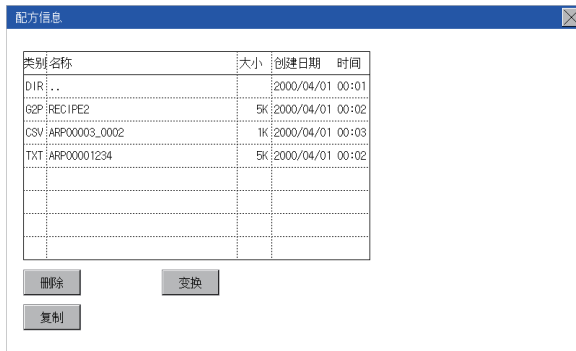 配方信息
类别 名称 大小 创建日期 时间
DIR .. 2000/04/01 00:01
G2P RECIPE2 5K 2000/04/01 00:02
CSV ARP00003_0002 1K 2000/04/01 00:03
TXT ARP00001234 5K 2000/04/01 00:02
删除 变换
复制